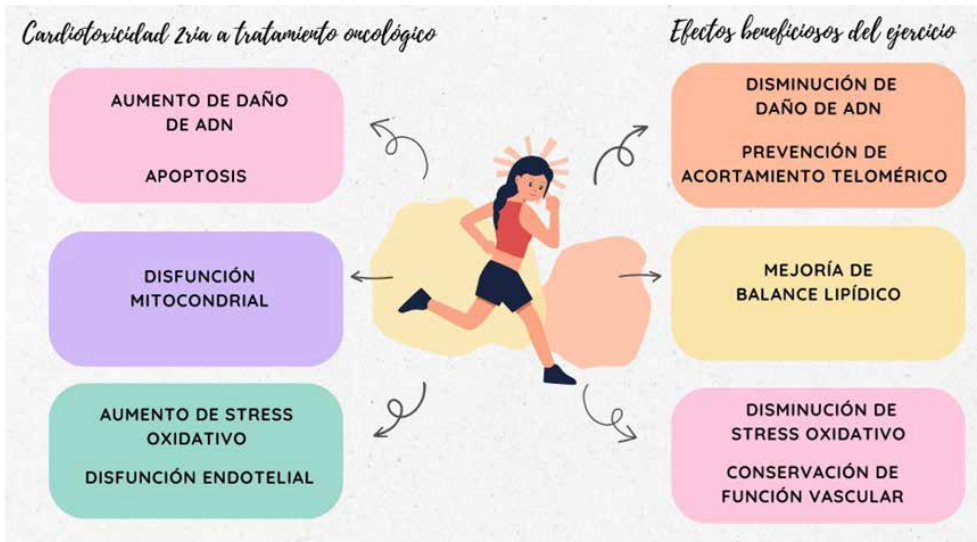 Cardiotoxicidad 2ria a tratamiento oncológico
AUMENTO DE DAÑO
DE ADN
APOPTOSIS
DISFUNCIÓN
MITOCONDRIAL
AUMENTO DE STRESS
OXIDATIVO
DISFUNCIÓN ENDOTELIAL
Efectos beneficiosos del ejercicio
DISMINUCIÓN DE
DAÑO DE ADN
PREVENCIÓN DE
ACORTAMIENTO TELOMÉRICO
MEJORÍA DE
BALANCE LIPÍDICO
DISMINUCIÓN DE
STRESS OXIDATIVO
CONSERVACIÓN DE
FUNCIÓN VASCULAR